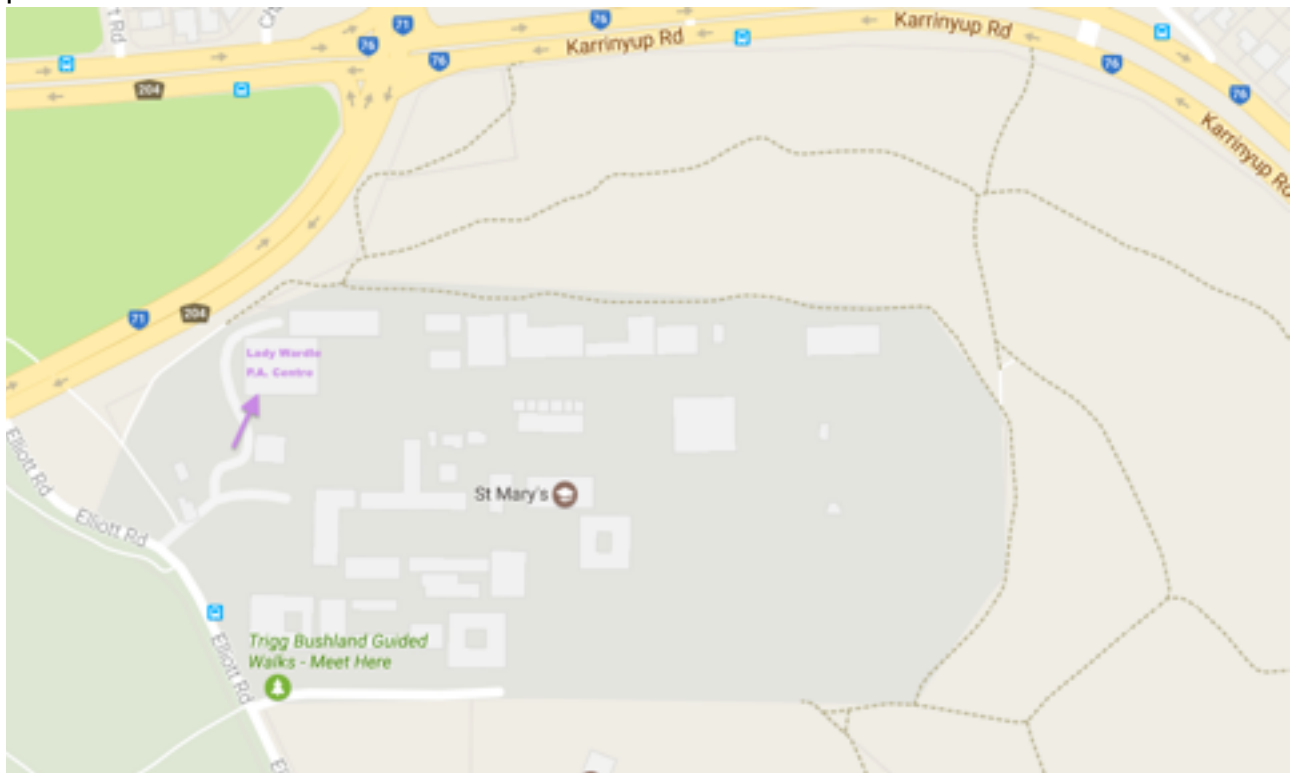 71
76
76
Karrinyup Rd
Karrinyup Rd
76
76
76
Karrinyup Rd
204
71
204
Lady Wardle
P.A. Centre
Elliott Rd
Elliott Rd
St Mary's
Elliott Rd
Trigg Bushland Guided
Walks - Meet Here